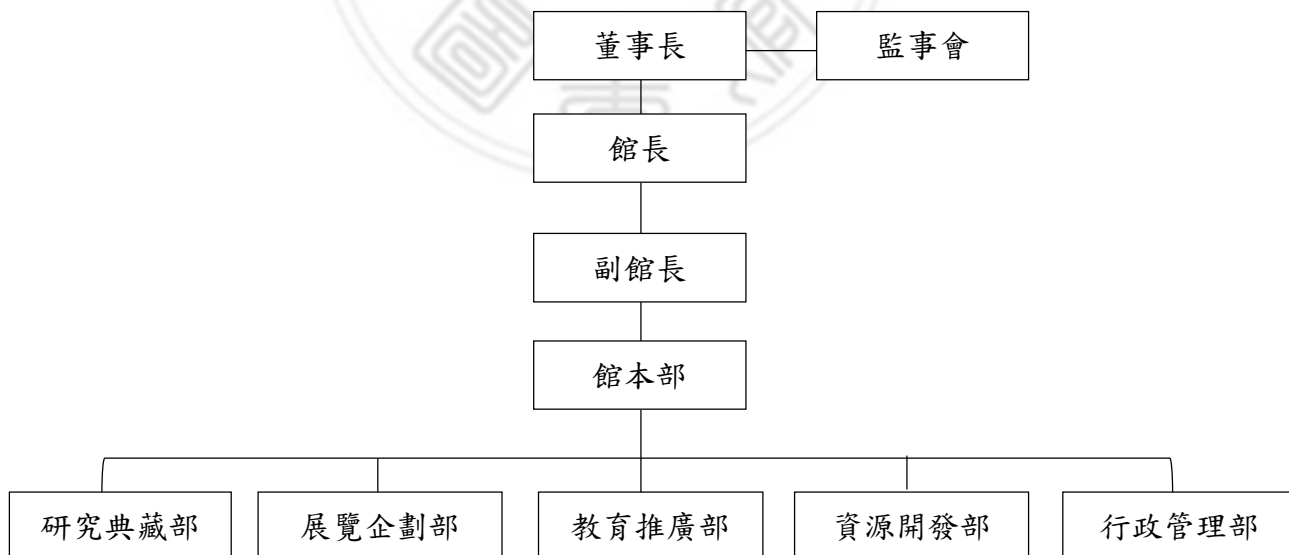 董事長
監事會
館長
副館長
館本部
研究典藏部
展覽企劃部
教育推廣部
資源開發部
行政管理部